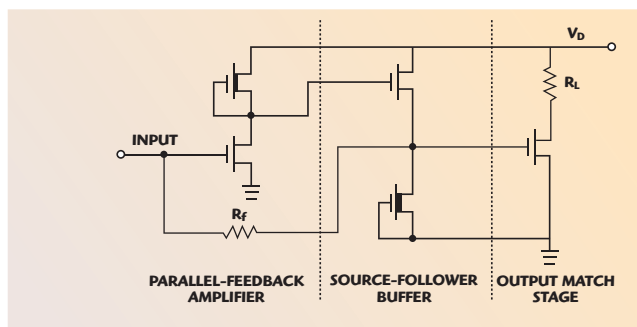 V_D
R_L
INPUT
R_f
PARALLEL-FEEDBACK
AMPLIFIER
SOURCE-FOLLOWER
BUFFER
OUTPUT MATCH
STAGE